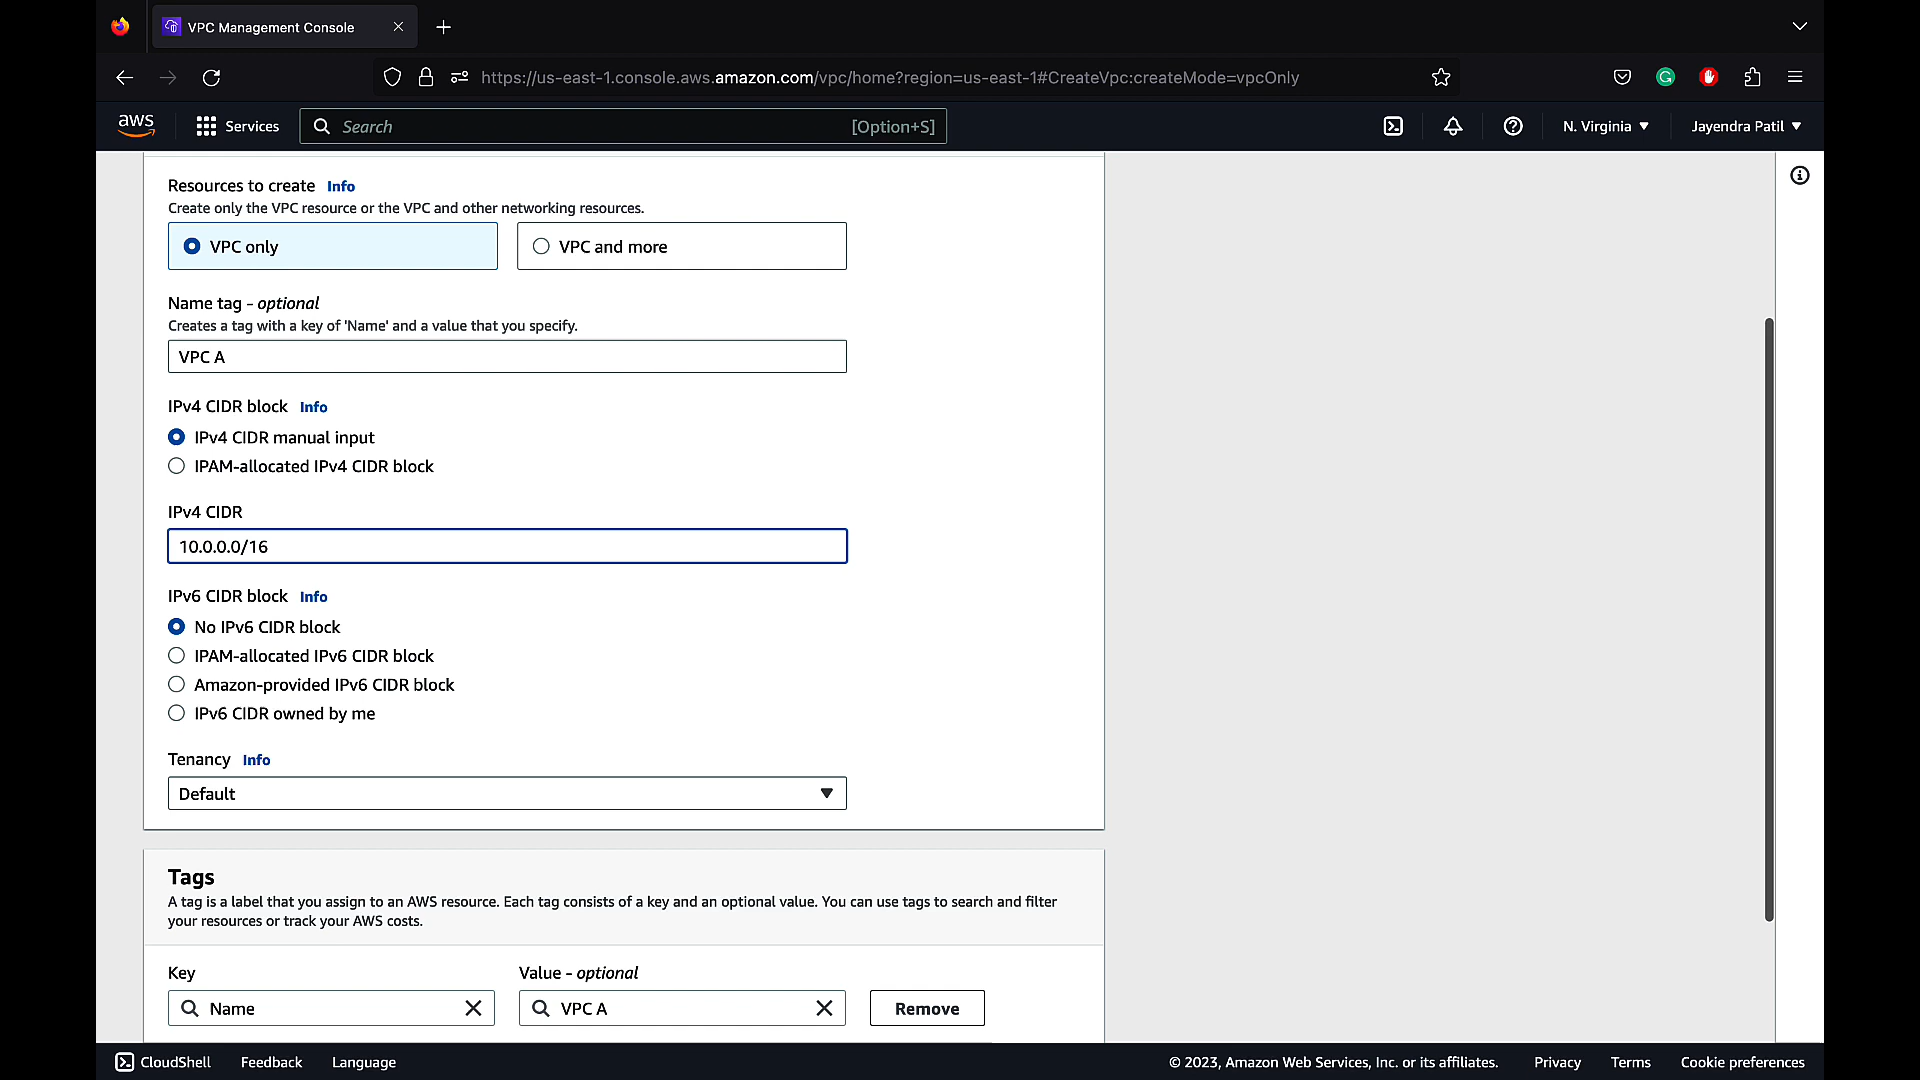 VPC Management Console
https://us-east-1.console.aws.amazon.com/vpc/home?region=us-east-1#CreateVpc:createMode=vpcOnly
aws
Services
Search
[Option+S]
N. Virginia
Jayendra Patil
Resources to create Info
Create only the VPC resource or the VPC and other networking resources.
VPC only
VPC and more
Name tag - optional
Creates a tag with a key of 'Name' and a value that you specify.
VPC A
IPv4 CIDR block Info
IPv4 CIDR manual input
IPAM-allocated IPv4 CIDR block
IPv4 CIDR
10.0.0.0/16
IPv6 CIDR block Info
No IPv6 CIDR block
IPAM-allocated IPv6 CIDR block
Amazon-provided IPv6 CIDR block
IPv6 CIDR owned by me
Tenancy Info
Default
Tags
A tag is a label that you assign to an AWS resource. Each tag consists of a key and an optional value. You can use tags to search and filter
your resources or track your AWS costs.
Key
Value - optional
Name
VPC A
Remove
CloudShell
Feedback
Language
© 2023, Amazon Web Services, Inc. or its affiliates.
Privacy
Terms
Cookie preferences